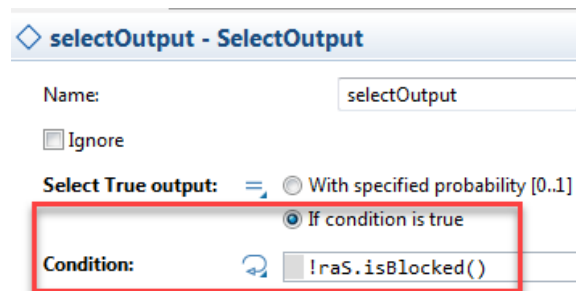 selectOutput - SelectOutput
Name:
selectOutput
Ignore
Select True output:
With specified probability [0..1]
If condition is true
Condition:
!raS.isBlocked()